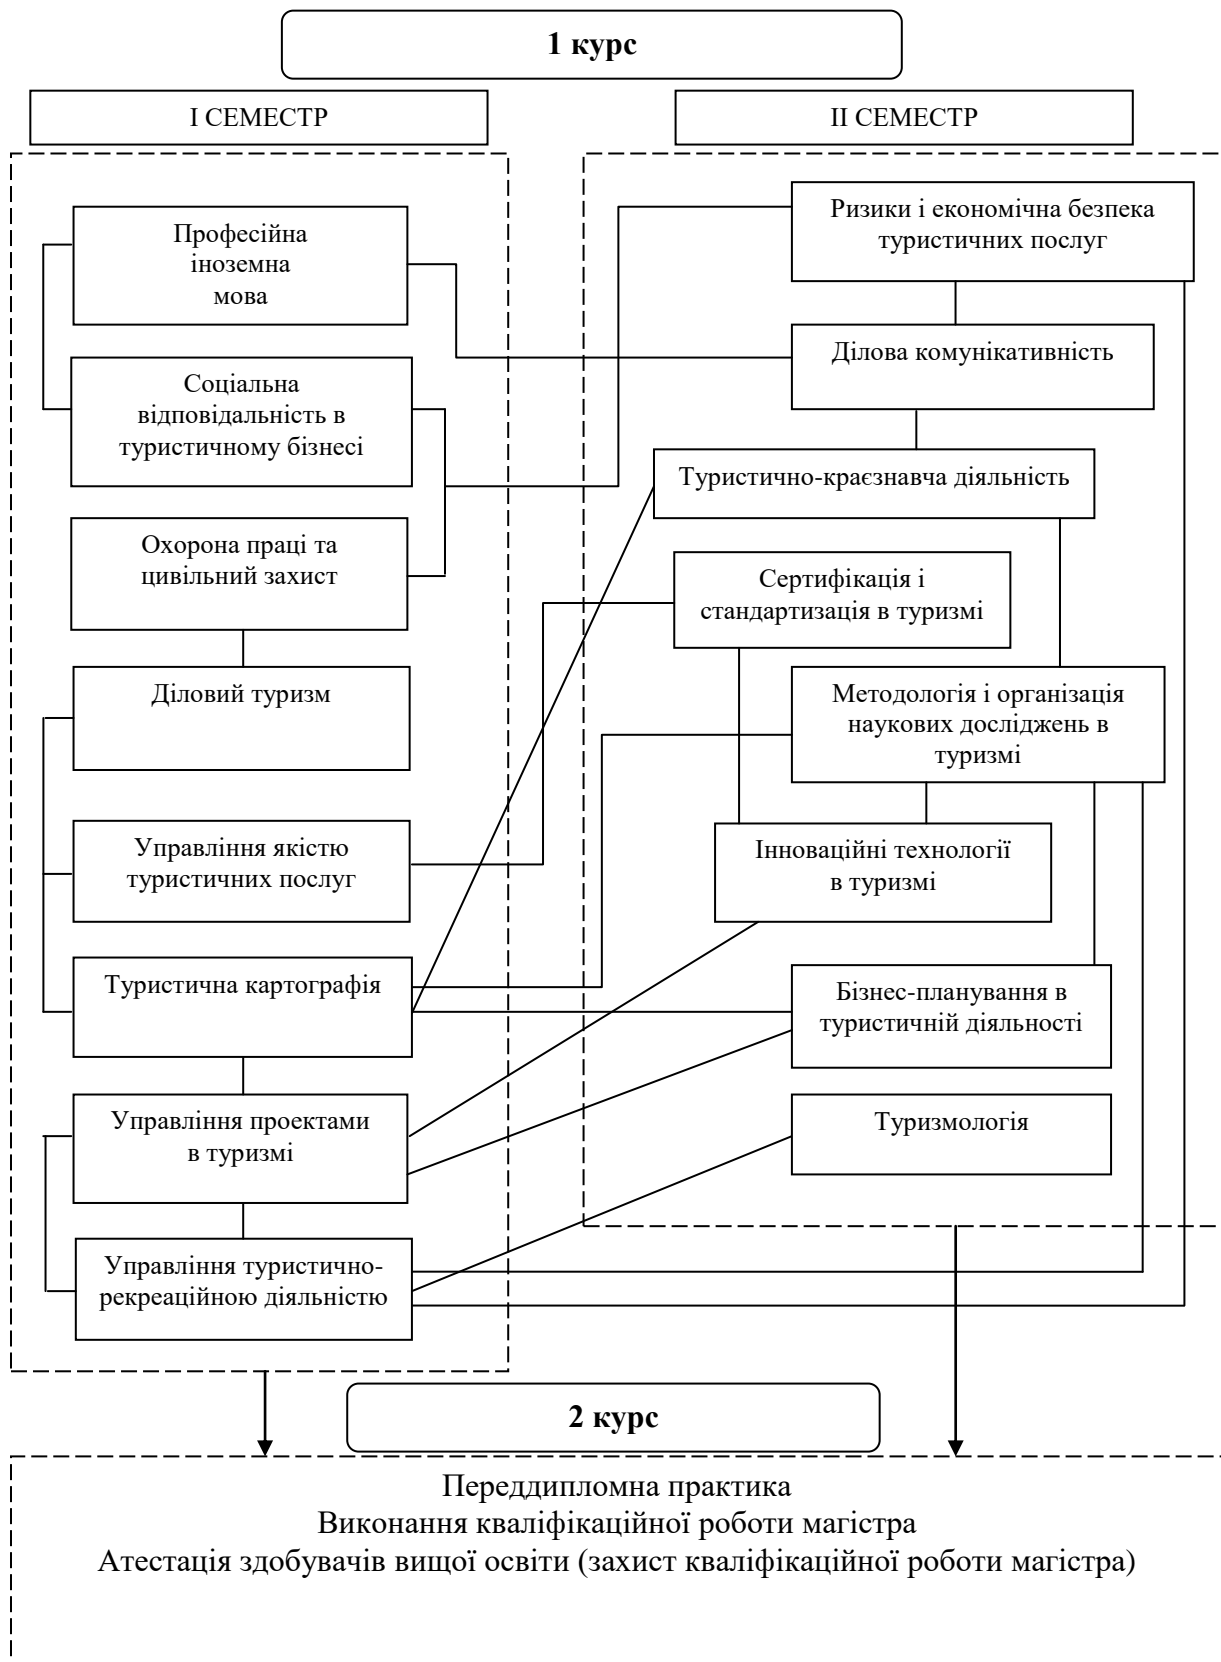 1 курс
І СЕМЕСТР
Професійна
іноземна
мова
Соціальна
відповідальність в
туристичному бізнесі
Охорона праці та
цивільний захист
Діловий туризм
Управління якістю
туристичних послуг
Туристична картографія
Управління проектами
в туризмі
Управління туристично-
рекреаційною діяльністю
ІІ СЕМЕСТР
Ризики і економічна безпека
туристичних послуг
Ділова комунікативність
Туристично-краєзнавча діяльність
Сертифікація і
стандартизація в туризмі
Методологія і організація
наукових досліджень в
туризмі
Інноваційні технології
в туризмі
Бізнес-планування в
туристичній діяльності
Туризмологія
2 курс
Переддипломна практика
Виконання кваліфікаційної роботи магістра
Атестація здобувачів вищої освіти (захист кваліфікаційної роботи магістра)